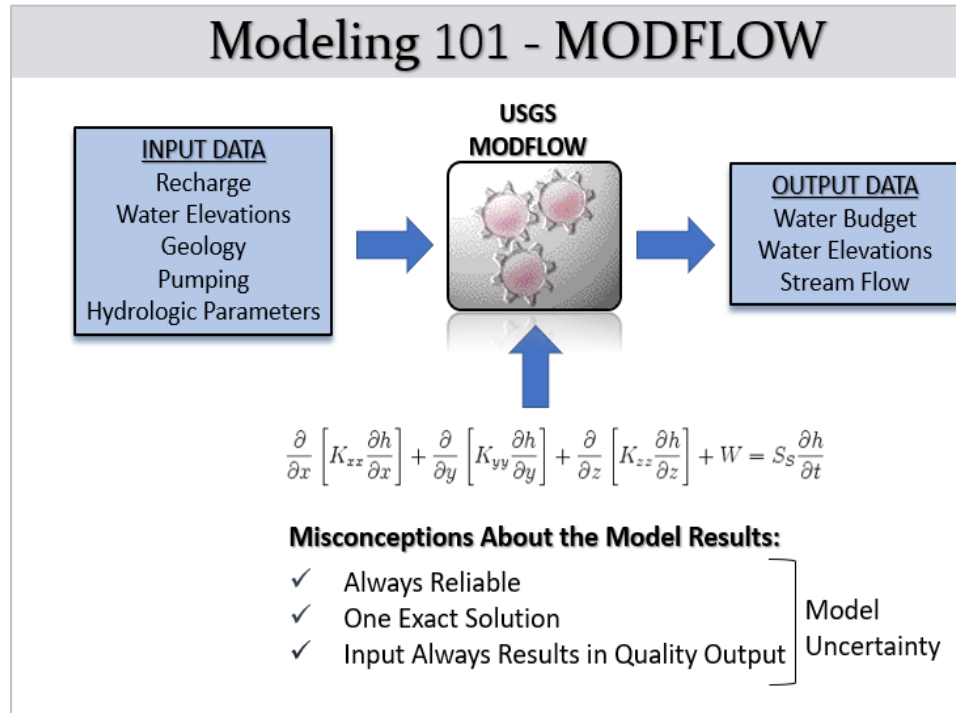 Modeling 101 - MODFLOW
USGS
MODFLOW
INPUT DATA
Recharge
Water Elevations
Geology
Pumping
Hydrologic Parameters
OUTPUT DATA
Water Budget
Water Elevations
Stream Flow
∂/∂x [K_xx ∂h/∂x] + ∂/∂y [K_yy ∂h/∂y] + ∂/∂z [K_zz ∂h/∂z] + W = S_S ∂h/∂t
Misconceptions About the Model Results:
✓ Always Reliable
✓ One Exact Solution
✓ Input Always Results in Quality Output
Model
Uncertainty